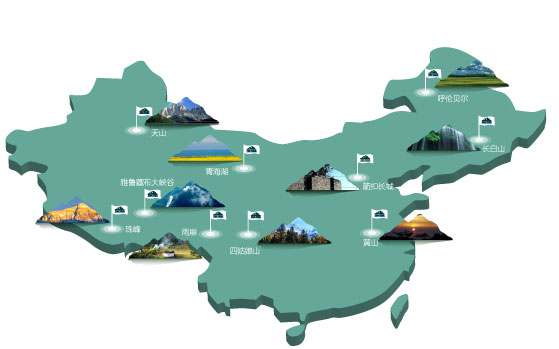 呼伦贝尔
天山
长白山
青海湖
箭扣长城
雅鲁藏布大峡谷
珠峰
雨崩
四姑娘山
黄山